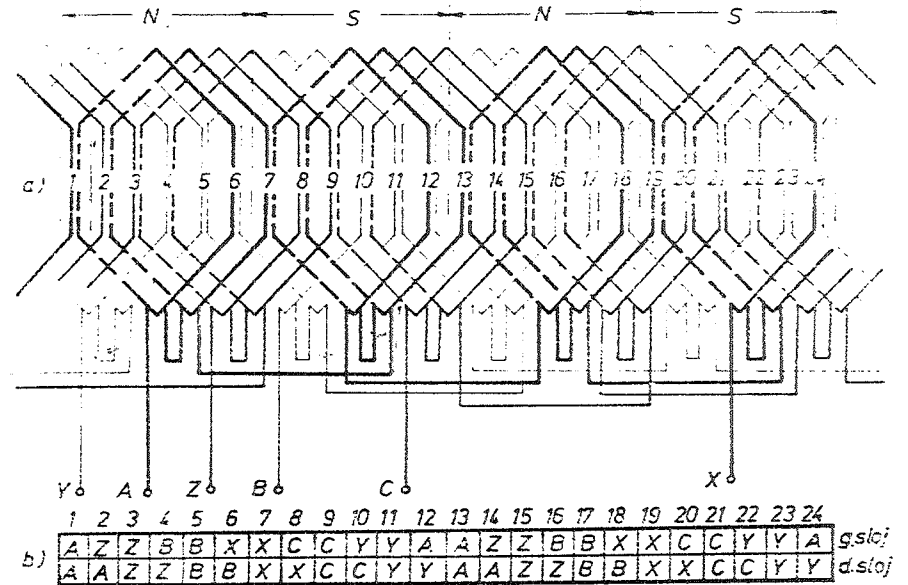 N S N S
a) 1 2 3 4 5 6 7 8 9 10 11 12 13 14 15 16 17 18 19 20 21 22 23 24
Y A Z B C X
1 2 3 4 5 6 7 8 9 10 11 12 13 14 15 16 17 18 19 20 21 22 23 24
b) A Z Z B B X X C C Y Y A A Z Z B B X X C C Y Y A g.sloj
A A Z Z B B X X C C Y Y A A Z Z B B X X C C Y Y d.sloj